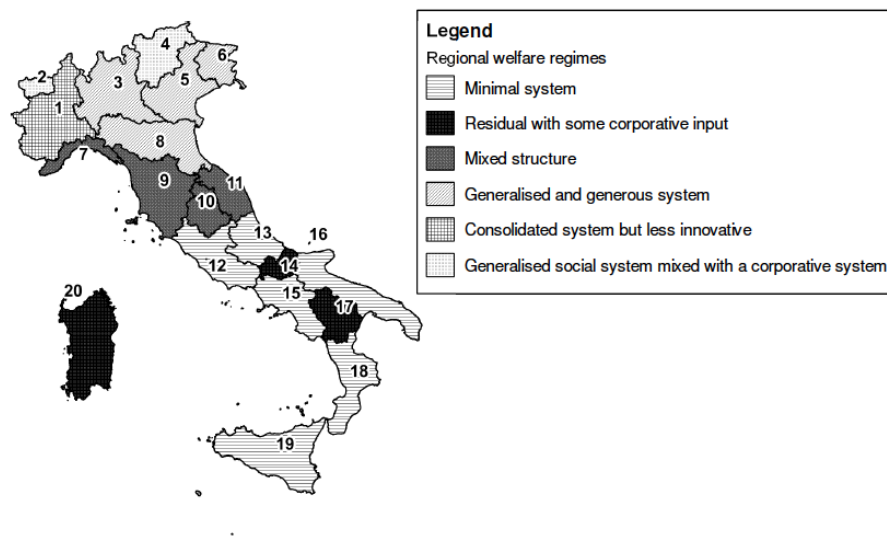 Legend
Regional welfare regimes
Minimal system
Residual with some corporative input
Mixed structure
Generalised and generous system
Consolidated system but less innovative
Generalised social system mixed with a corporative system
4
6
2
3
5
1
8
7
9
11
10
16
13
12
14
15
20
17
18
19